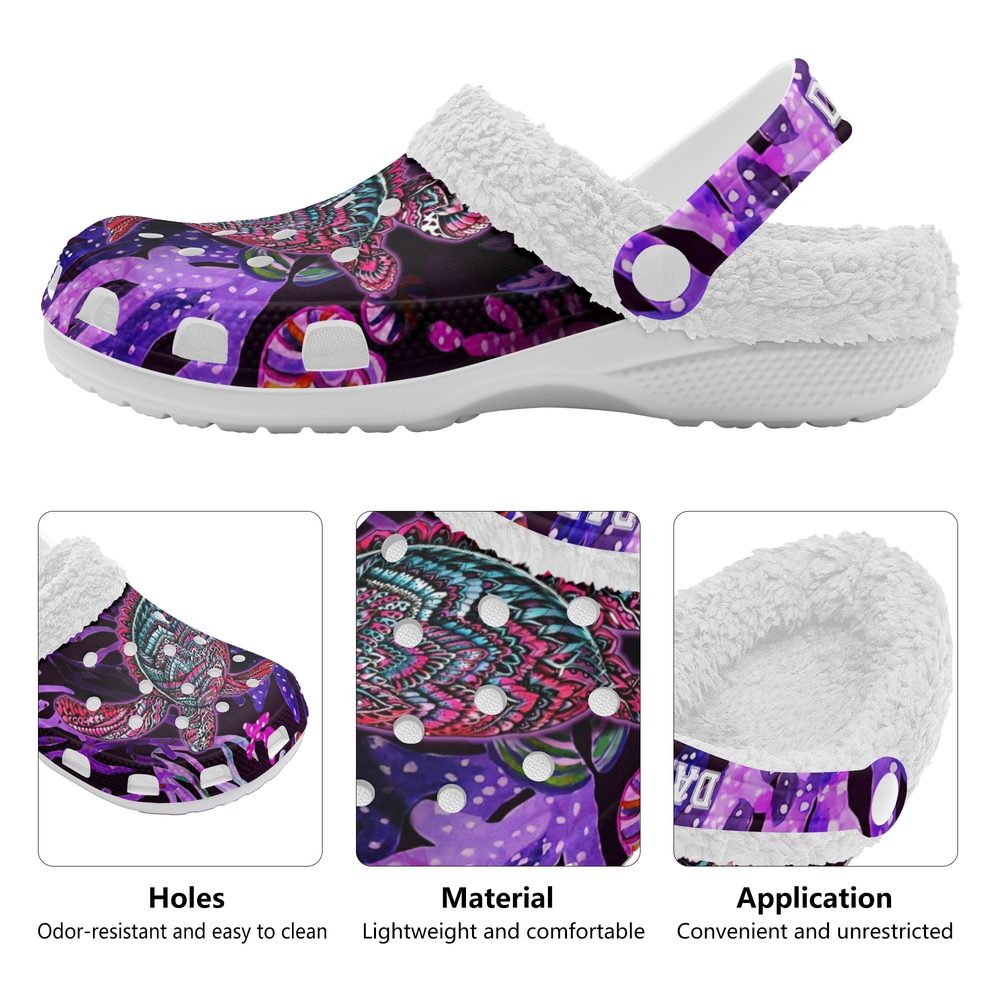 Holes
Odor-resistant and easy to clean
Material
Lightweight and comfortable
Application
Convenient and unrestricted